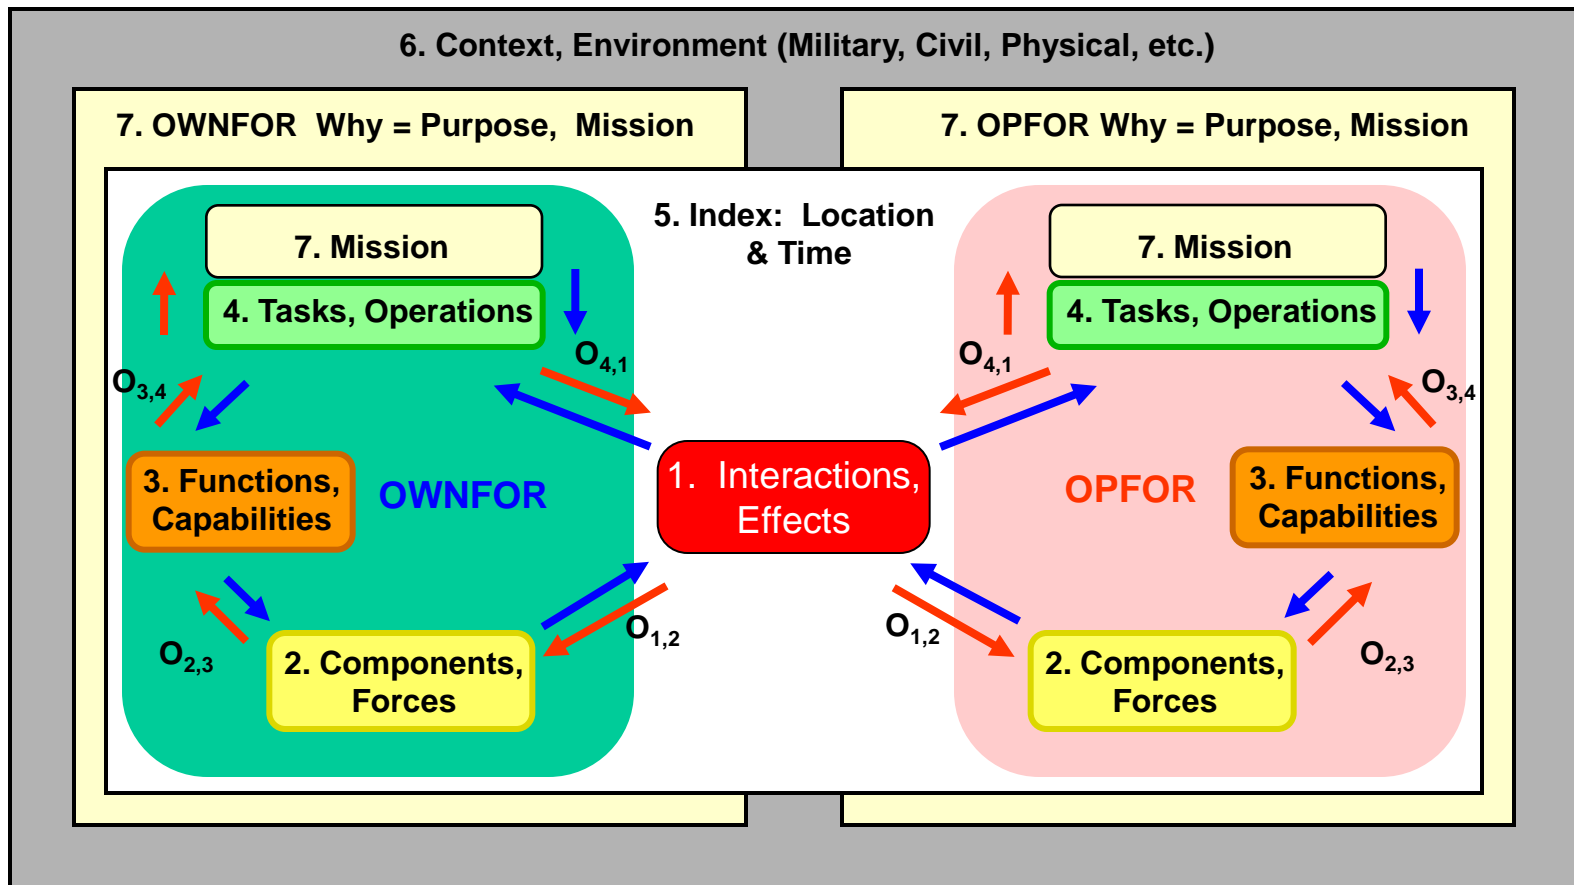 6. Context, Environment (Military, Civil, Physical, etc.)
7. OWNFOR Why = Purpose, Mission
7. OPFOR Why = Purpose, Mission
5. Index: Location
& Time
7. Mission
4. Tasks, Operations
O4,1
O3,4
3. Functions,
Capabilities
OWNFOR
O2,3
2. Components,
Forces
O1,2
1. Interactions,
Effects
7. Mission
4. Tasks, Operations
O4,1
O3,4
OPFOR
3. Functions,
Capabilities
O1,2
2. Components,
Forces
O2,3